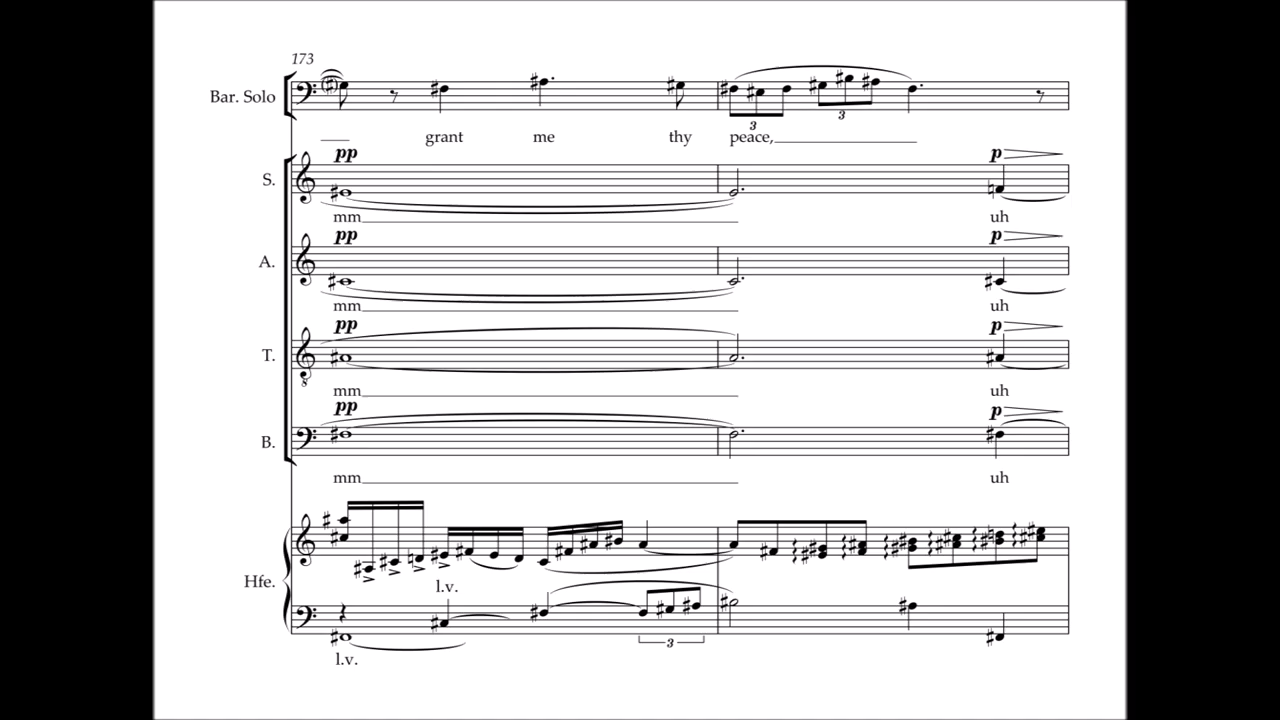 173
Bar. Solo
grant me thy peace,
3 3
pp p
S.
mm uh
pp p
A.
mm uh
pp p
T.
8
mm uh
pp p
B.
mm uh
l.v.
Hfe.
3
l.v.